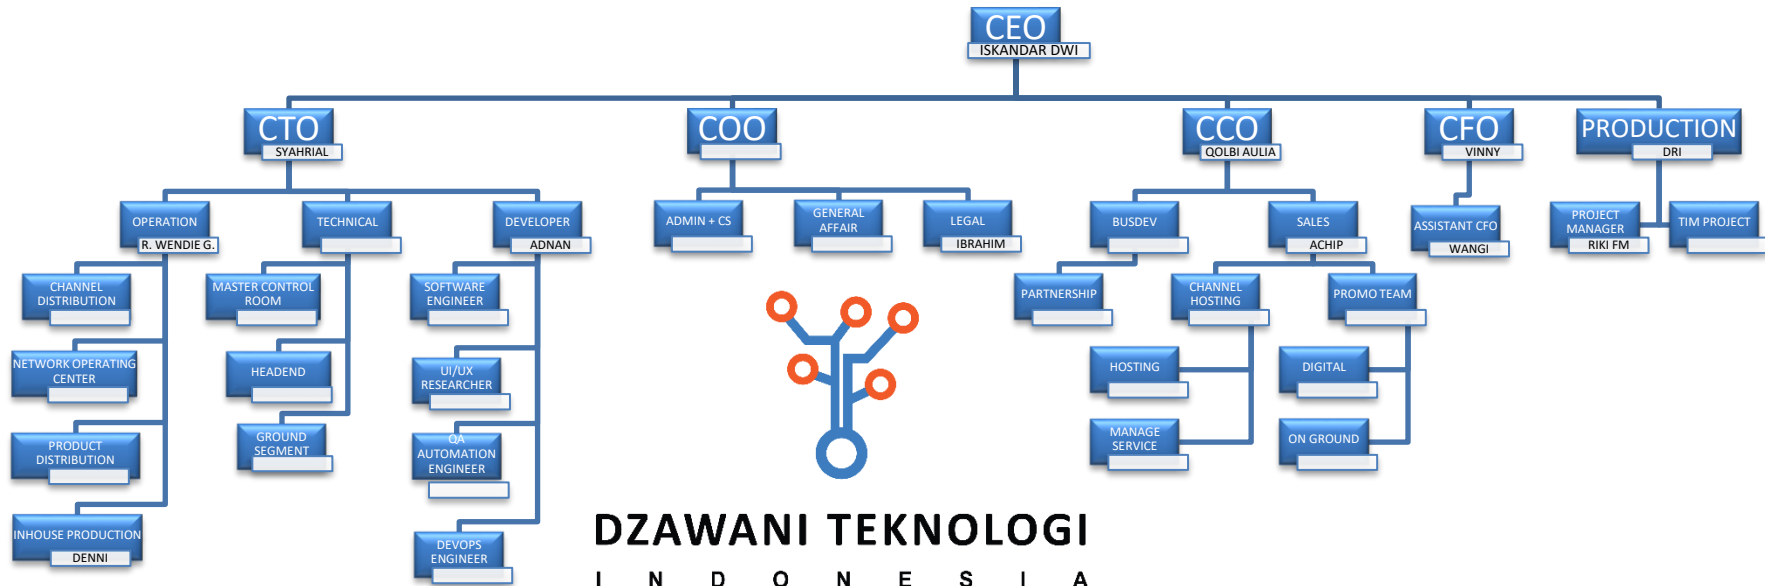 CEO
ISKANDAR DWI
CTO
SYAHRIAL
COO
CCO
QOLBI AULIA
CFO
VINNY
PRODUCTION
DRI
OPERATION
R. WENDIE G.
TECHNICAL
DEVELOPER
ADNAN
ADMIN + CS
GENERAL
AFFAIR
LEGAL
IBRAHIM
BUSDEV
SALES
ACHIP
ASSISTANT CFO
WANGI
PROJECT
MANAGER
RIKI FM
TIM PROJECT
CHANNEL
DISTRIBUTION
NETWORK OPERATING
CENTER
PRODUCT
DISTRIBUTION
INHOUSE PRODUCTION
DENNI
MASTER CONTROL
ROOM
HEADEND
GROUND
SEGMENT
SOFTWARE
ENGINEER
UI/UX
RESEARCHER
QA
AUTOMATION
ENGINEER
DEVOPS
ENGINEER
PARTNERSHIP
CHANNEL
HOSTING
HOSTING
MANAGE
SERVICE
PROMO TEAM
DIGITAL
ON GROUND
DZAWANI TEKNOLOGI
INDONESIA